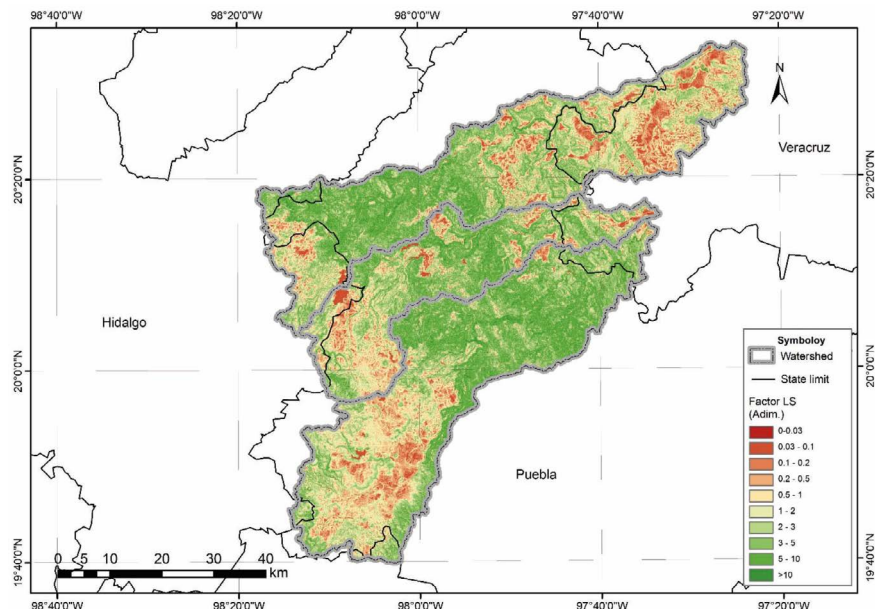 98°40'0"W 98°20'0"W 98°0'0"W 97°40'0"W 97°20'0"W
N
Veracruz
20°20'0"N 20°20'0"N
Hidalgo
20°0'0"N 20°0'0"N
Puebla
Symboloy
Watershed
State limit
Factor LS
(Adim.)
0-0.03
0.03 - 0.1
0.1 - 0.2
0.2 - 0.5
0.5 - 1
1 - 2
2 - 3
3 - 5
5 - 10
>10
19°40'0"N 19°40'0"N
0 5 10 20 30 40
km
98°40'0"W 98°20'0"W 98°0'0"W 97°40'0"W 97°20'0"W